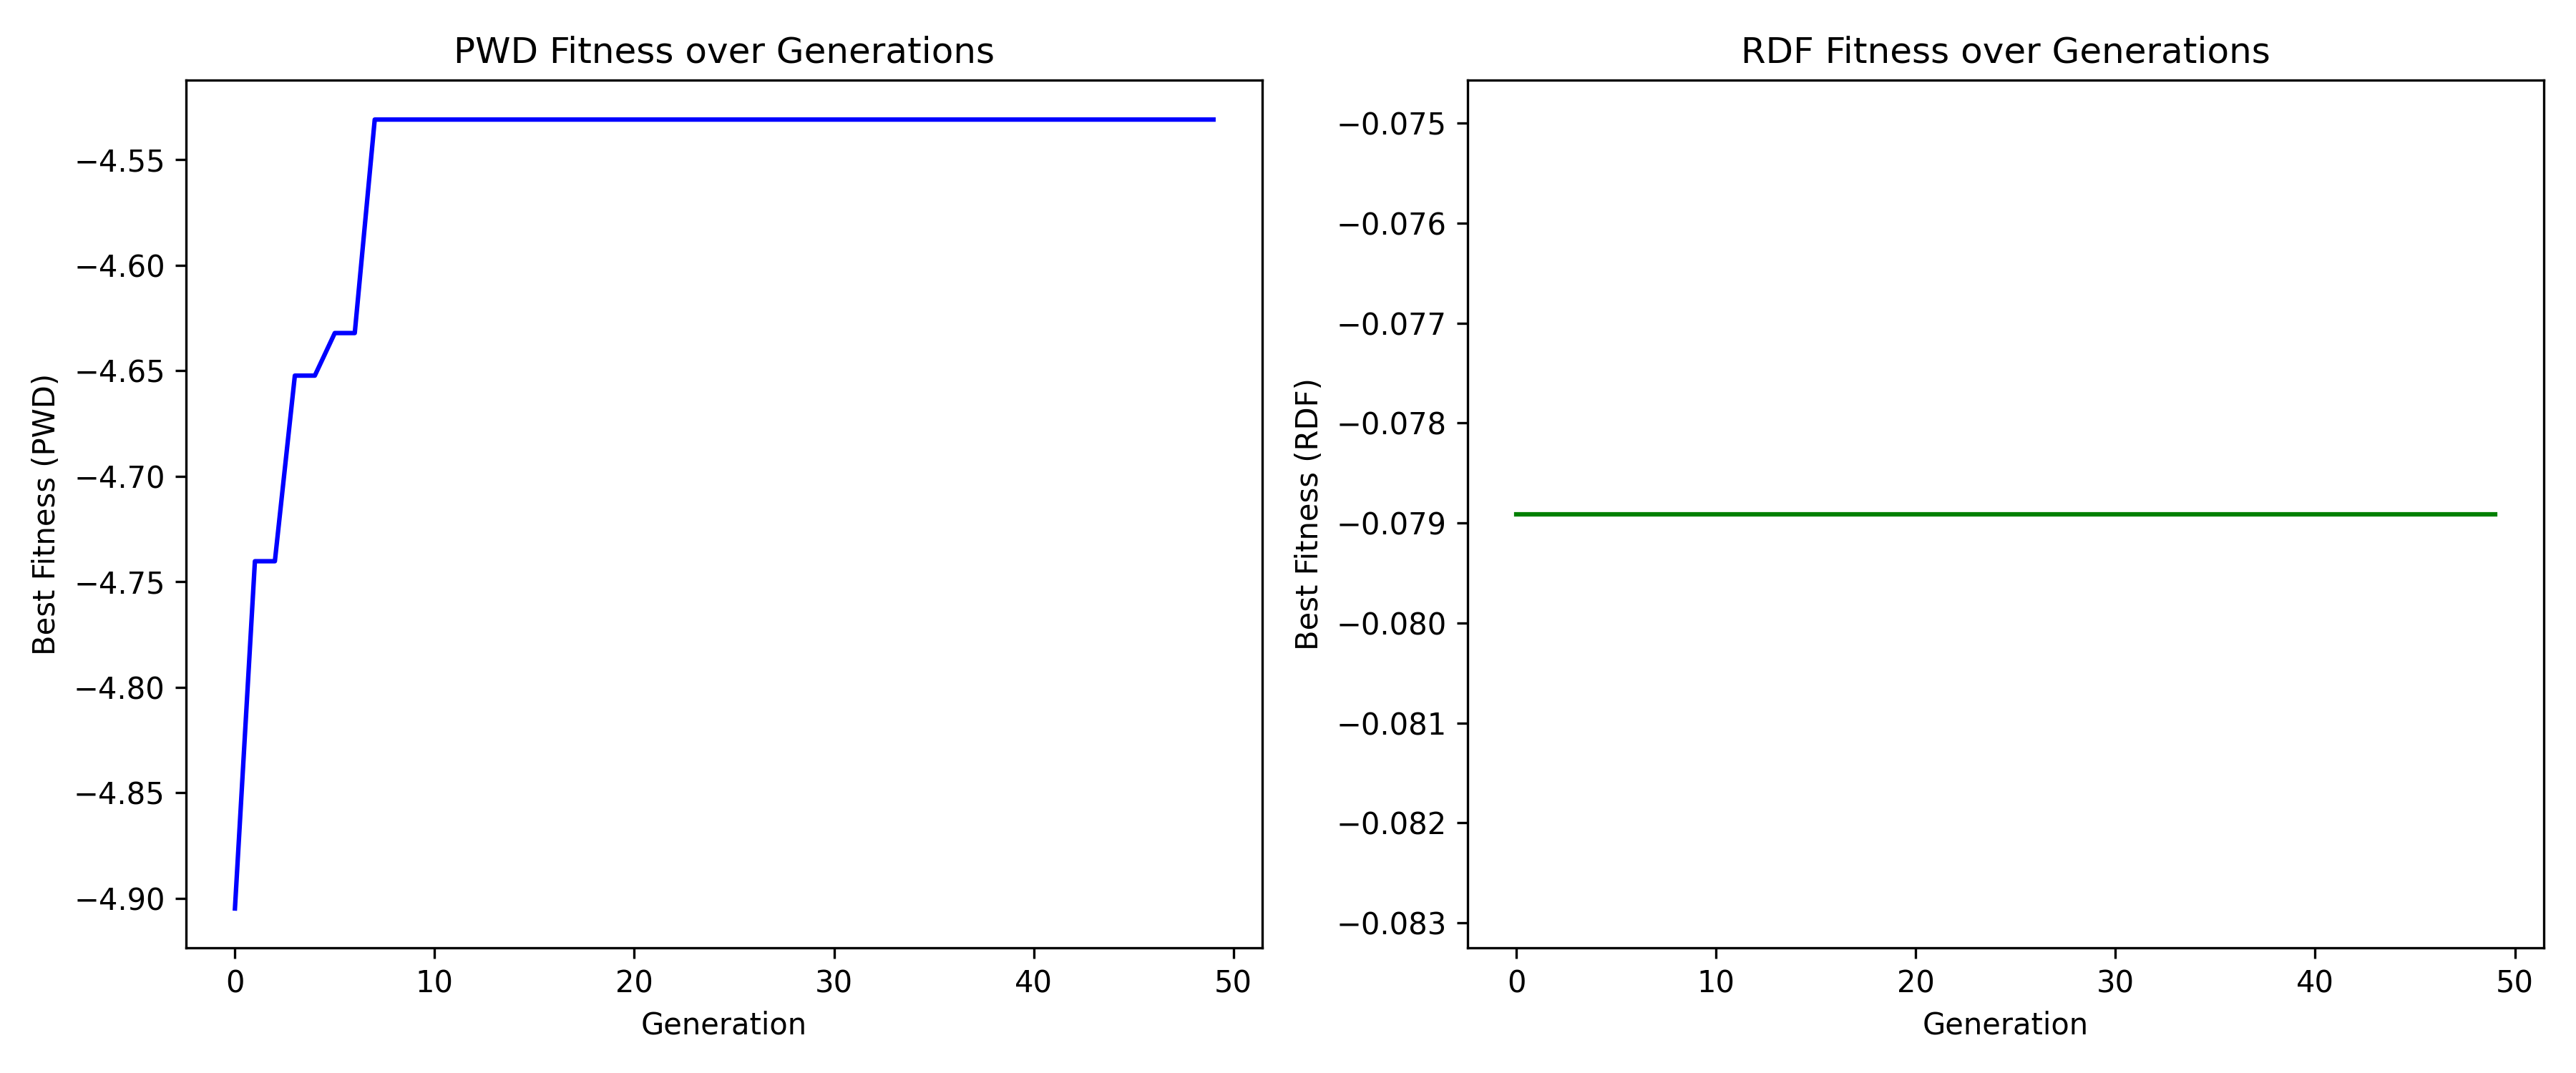 PWD Fitness over Generations
Best Fitness (PWD)
−4.55
−4.60
−4.65
−4.70
−4.75
−4.80
−4.85
−4.90
0 10 20 30 40 50
Generation
RDF Fitness over Generations
Best Fitness (RDF)
−0.075
−0.076
−0.077
−0.078
−0.079
−0.080
−0.081
−0.082
−0.083
0 10 20 30 40 50
Generation